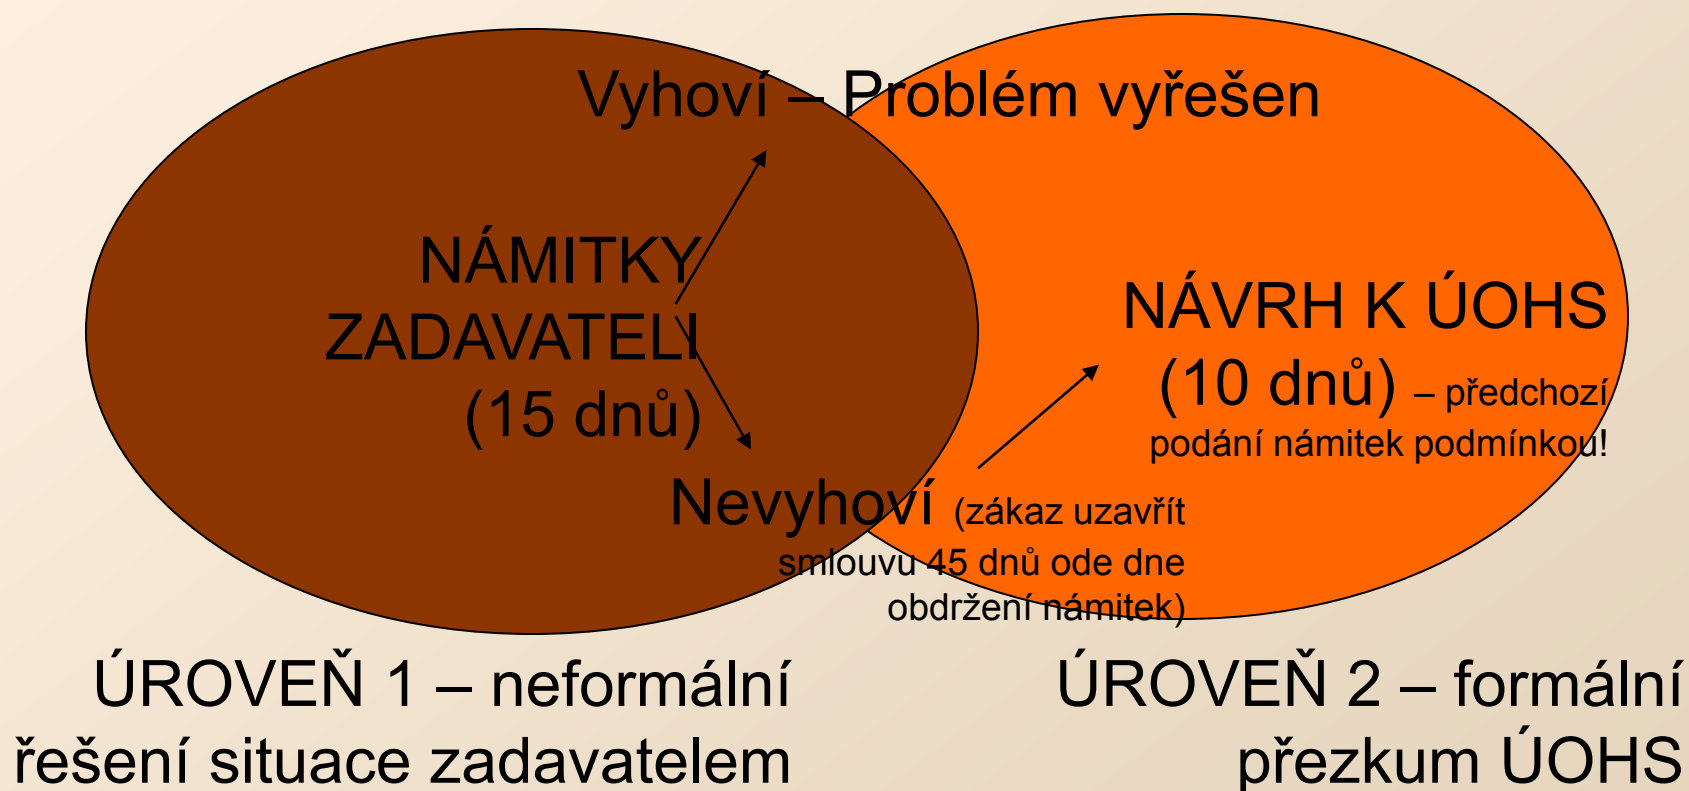 Vyhoví – Problém vyřešen
NÁMITKY
ZADAVATELI
(15 dnů)
NÁVRH K ÚOHS
(10 dnů) – předchozí
podání námitek podmínkou!
Nevyhoví (zákaz uzavřít
smlouvu 45 dnů ode dne
obdržení námitek)
ÚROVEŇ 1 – neformální
řešení situace zadavatelem
ÚROVEŇ 2 – formální
přezkum ÚOHS